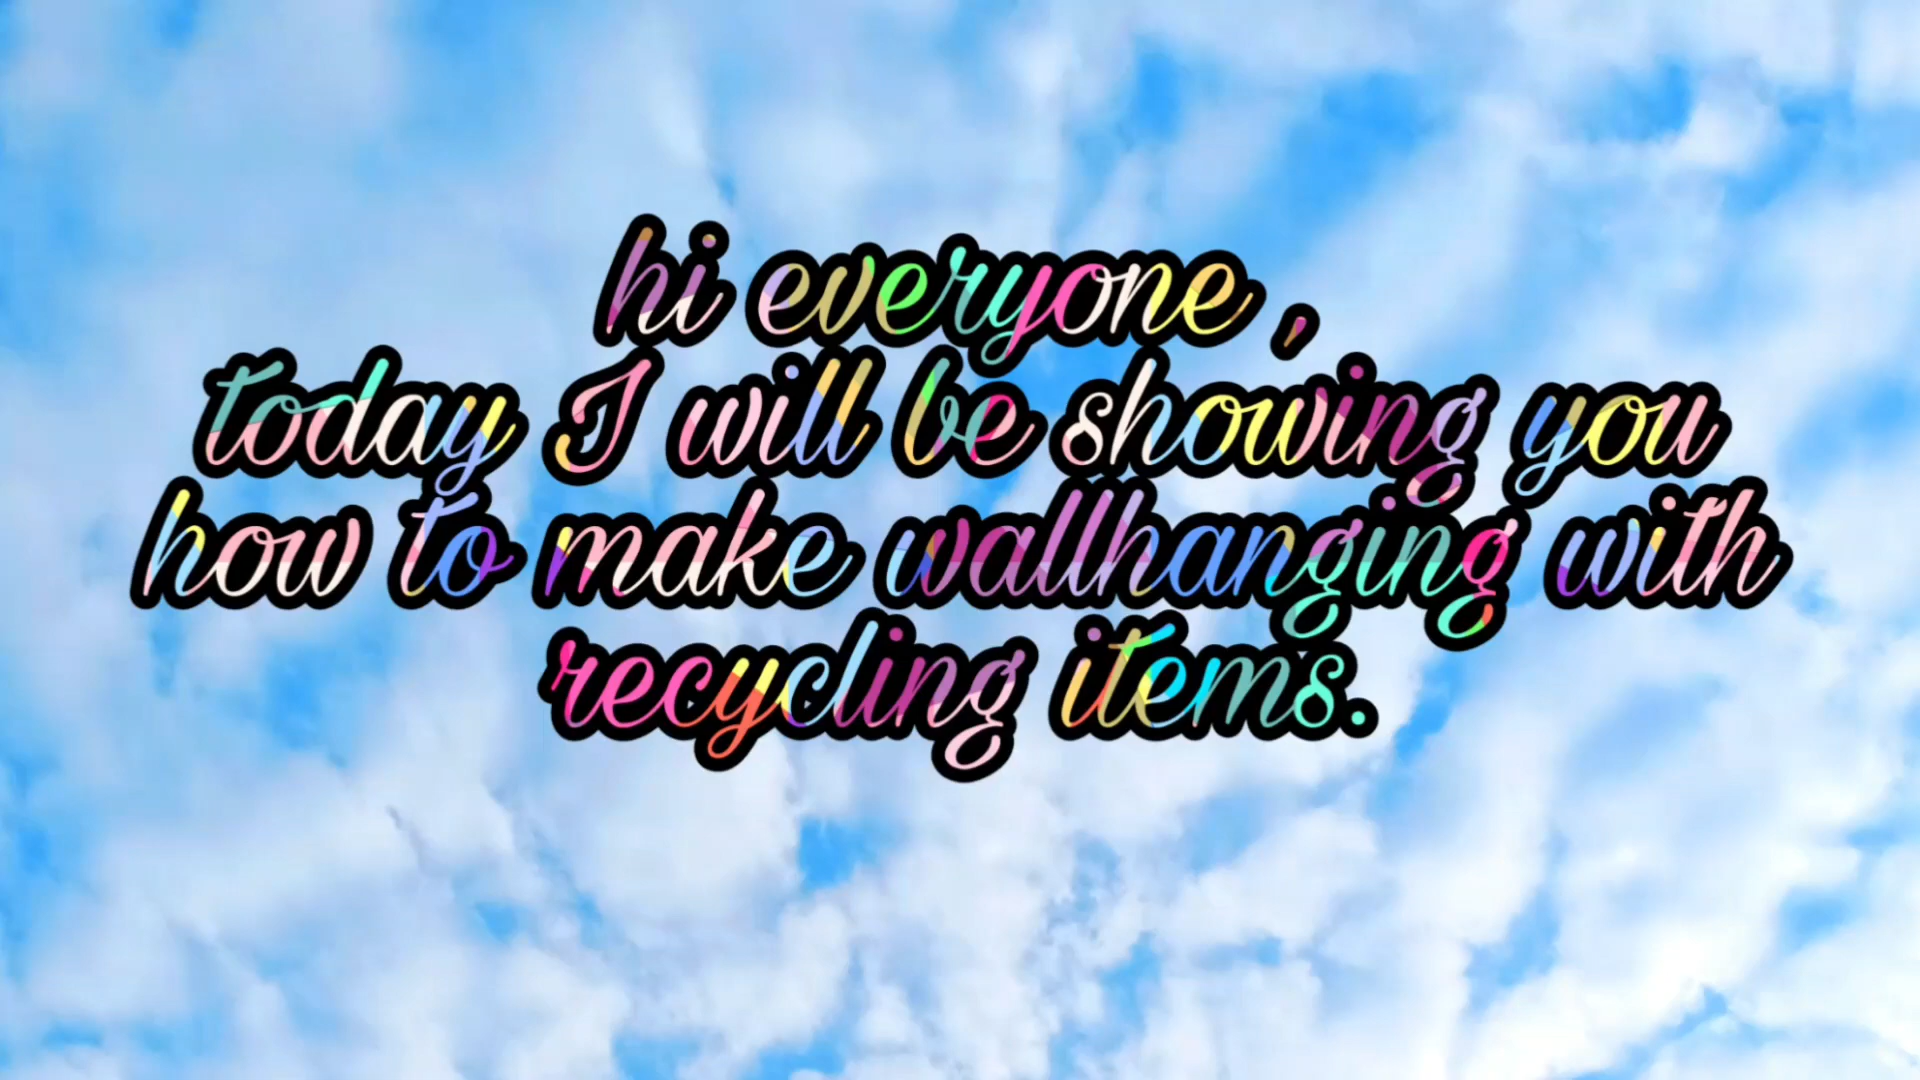 hi everyone ,
today I will be showing you
how to make wallhanging with
recycling items.